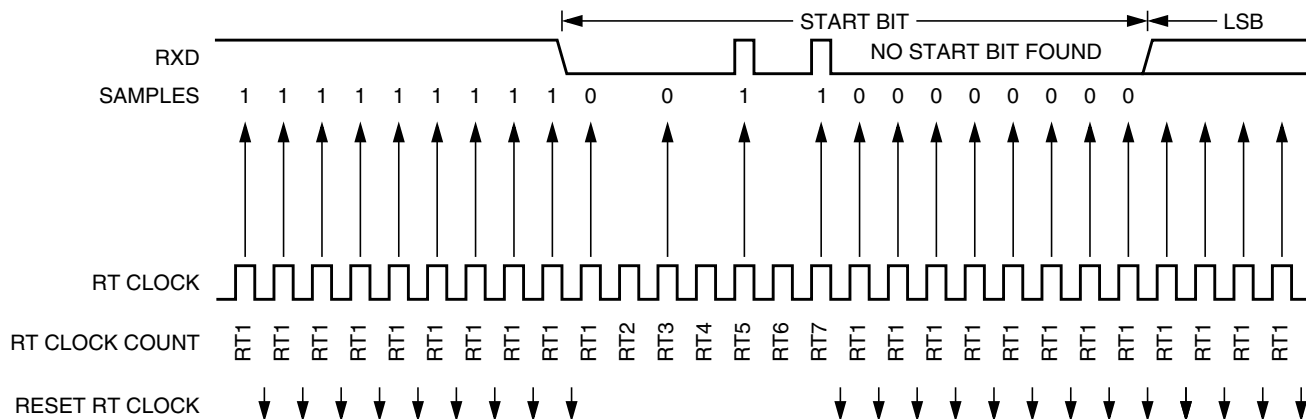 START BIT LSB
RXD NO START BIT FOUND
SAMPLES 1 1 1 1 1 1 1 1 1 0 0 1 1 0 0 0 0 0 0 0 0
RT CLOCK
RT CLOCK COUNT RT1 RT1 RT1 RT1 RT1 RT1 RT1 RT1 RT1 RT1 RT2 RT3 RT4 RT5 RT6 RT7 RT1 RT1 RT1 RT1 RT1 RT1 RT1 RT1 RT1 RT1 RT1 RT1
RESET RT CLOCK